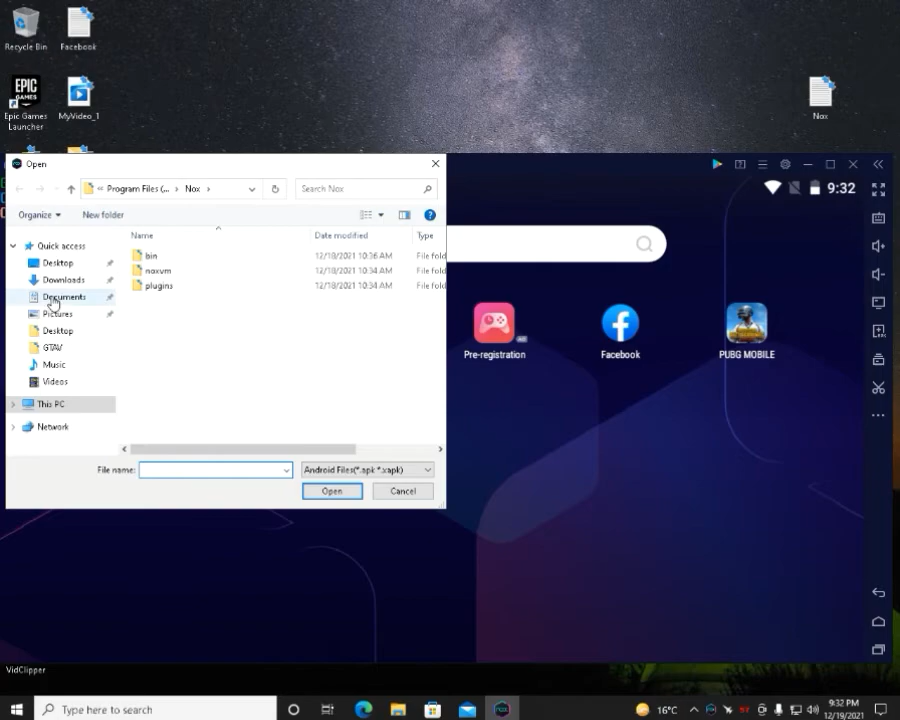 Recycle Bin
Facebook
EPIC
GAMES
Epic Games
Launcher
MyVideo_1
Nox
Open
« Program Files (... › Nox ›
Search Nox
Organize
New folder
?
Name
Date modified
Type
bin
12/18/2021 10:36 AM
File fold
noxvm
12/18/2021 10:34 AM
File fold
plugins
12/18/2021 10:34 AM
File fold
Quick access
Desktop
Downloads
Documents
Pictures
Desktop
GTAV
Music
Videos
This PC
Network
File name:
Android Files(*.apk *.xapk)
Open
Cancel
9:32
Pre-registration
Facebook
PUBG MOBILE
VidClipper
Type here to search
nox
16°C
9:32 PM
12/19/2021